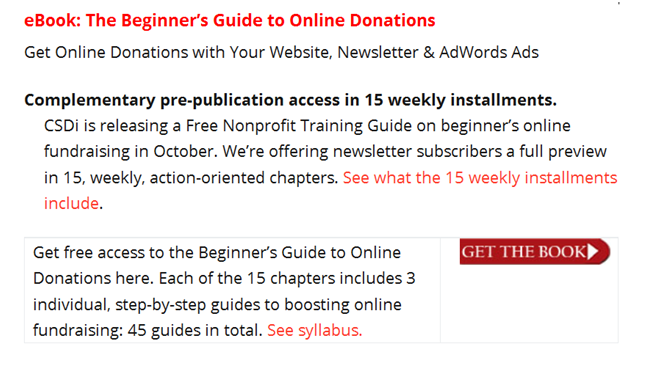 eBook: The Beginner’s Guide to Online Donations
Get Online Donations with Your Website, Newsletter & AdWords Ads
Complementary pre-publication access in 15 weekly installments.
CSDi is releasing a Free Nonprofit Training Guide on beginner’s online
fundraising in October. We’re offering newsletter subscribers a full preview
in 15, weekly, action-oriented chapters. See what the 15 weekly installments
include.
Get free access to the Beginner’s Guide to Online
Donations here. Each of the 15 chapters includes 3
individual, step-by-step guides to boosting online
fundraising: 45 guides in total. See syllabus.
GET THE BOOK